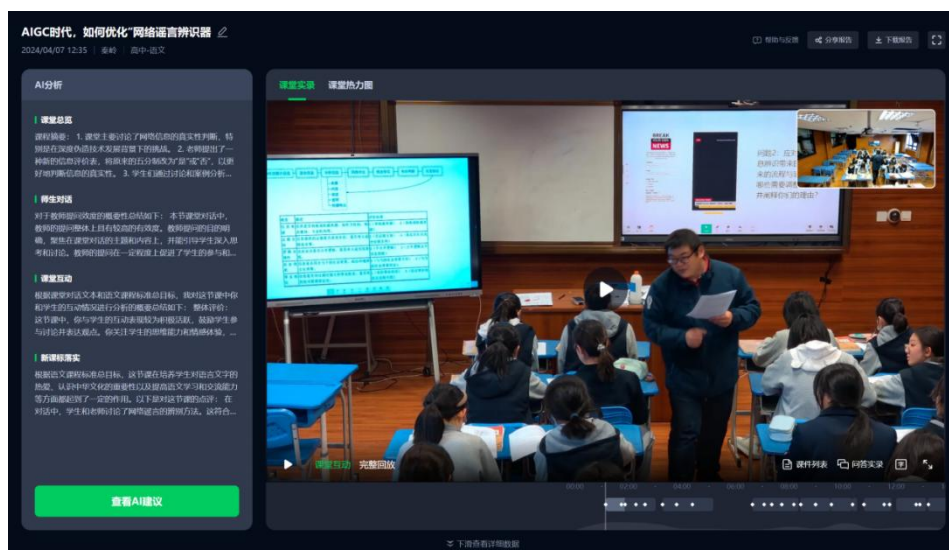 AIGC时代，如何优化“网络谣言辨识器
2024/04/07 12:35 秦岭 高中-语文
帮助与反馈 分享报告 下载报告
AI分析
课堂总览
课程摘要： 1. 课堂主要讨论了网络信息的真实性判断，特
别是在深度伪造技术发展背景下的挑战。 2. 老师提出了一
种新的信息评价表，将原来的五分制改为“是”或“否”，以更
好地判断信息的真实性。 3. 学生们通过讨论和案例分析...
师生对话
对于教师提问效度的概要性总结如下： 本节课堂对话中，
教师的提问整体上具有较高的有效度。教师提问的目的明
确，聚焦在课堂对话的主题和内容上，并能引导学生深入思
考和讨论。教师的提问在一定程度上促进了学生的参与和...
课堂互动
根据课堂对话文本和语文课程标准总目标，我对这节课中你
和学生的互动情况进行分析的概要总结如下： 整体评价：
这节课中，你与学生的互动表现较为积极活跃，鼓励学生参
与讨论并表达观点。你关注学生的思维能力和情感体验，...
新课标落实
根据语文课程标准总目标，这节课在培养学生对语言文字的
热爱、认识中华文化的重要性以及提高语文学习和交流能力
等方面都起到了一定的作用。以下是对这节课的点评： 在
对话中，学生和老师讨论了网络谣言的辨别方法。这符合...
查看AI建议
课堂实录 课堂热力图
BREAK
NEWS
课堂互动 完整回放
课件列表 问答实录
00:00 02:00 04:00 06:00 08:00 10:00 12:00
下滑查看详细数据